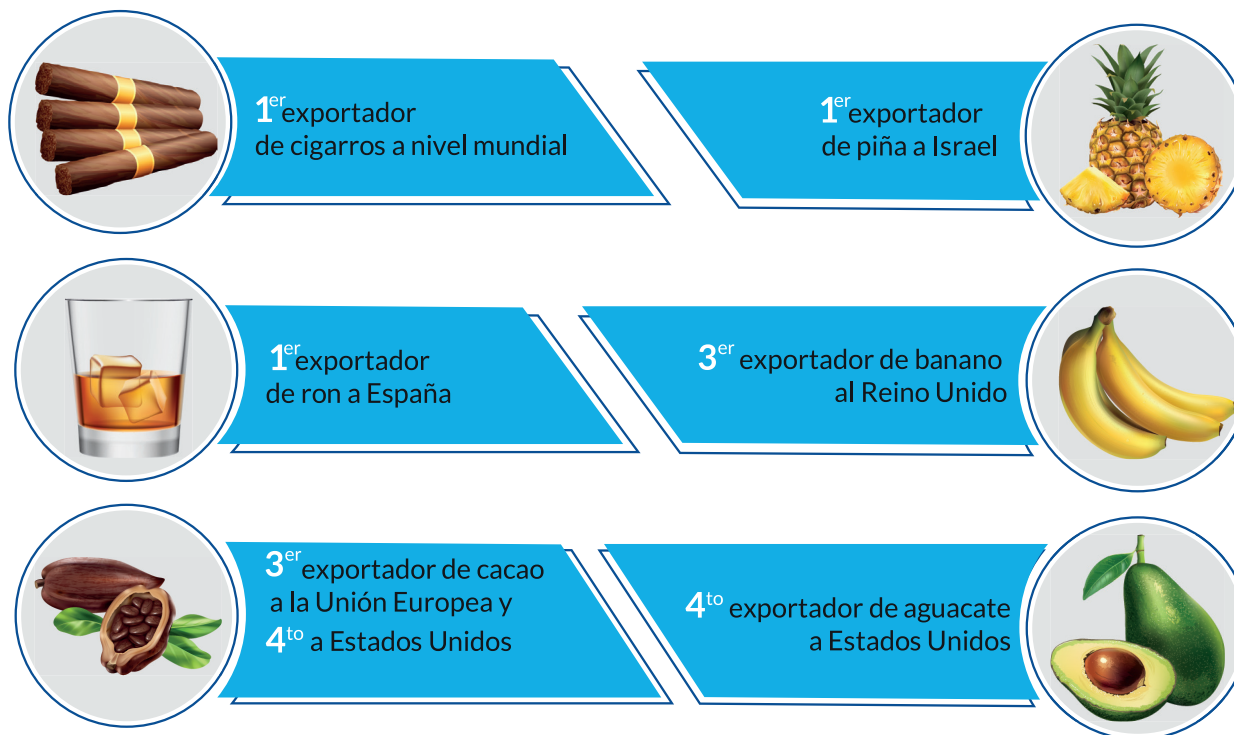 1er exportador
de cigarros a nivel mundial
1er exportador
de piña a Israel
1er exportador
de ron a España
3er exportador de banano
al Reino Unido
3er exportador de cacao
a la Unión Europea y
4to a Estados Unidos
4to exportador de aguacate
a Estados Unidos